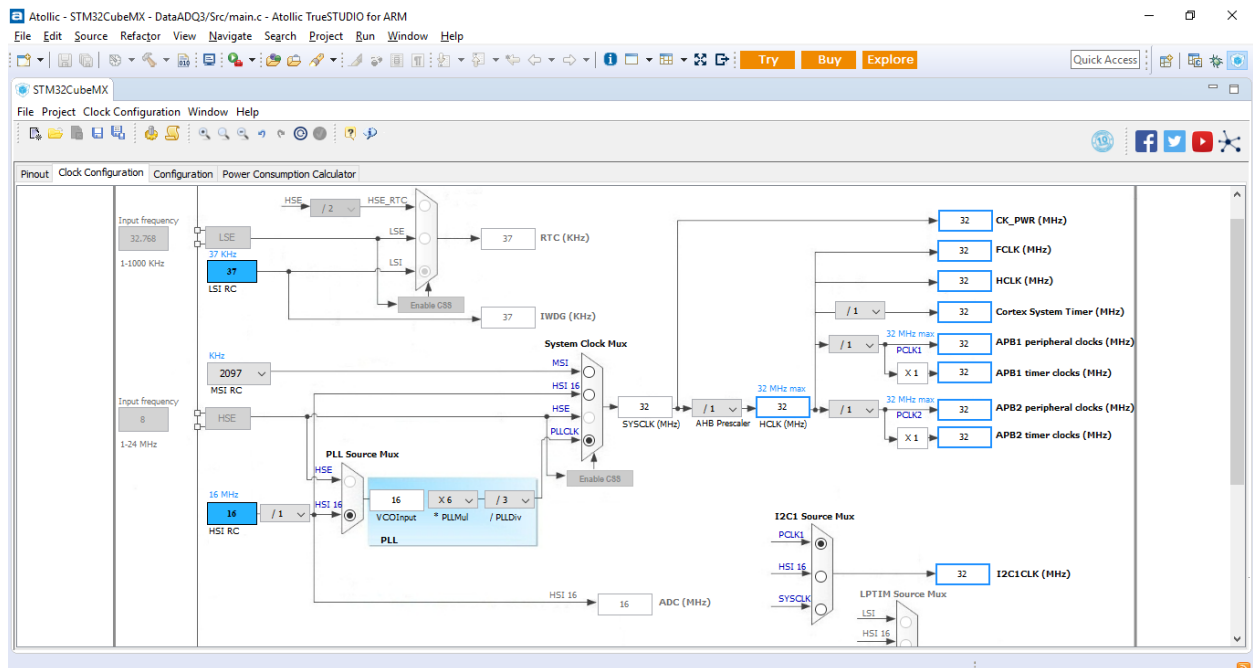 Atollic - STM32CubeMX - DataADQ3/Src/main.c - Atollic TrueSTUDIO for ARM
File Edit Source Refactor View Navigate Search Project Run Window Help
Try Buy Explore Quick Access
STM32CubeMX
File Project Clock Configuration Window Help
Pinout Clock Configuration Configuration Power Consumption Calculator
HSE / 2 HSE_RTC
Input frequency
32.768
1-1000 KHz
LSE
LSE
37 RTC (KHz)
37 KHz
37
LSI RC
LSI
Enable CSS
37 IWDG (KHz)
32 CK_PWR (MHz)
32 FCLK (MHz)
32 HCLK (MHz)
/ 1 32 Cortex System Timer (MHz)
32 MHz max
/ 1 PCLK1 32 APB1 peripheral clocks (MHz)
X 1 32 APB1 timer clocks (MHz)
System Clock Mux
KHz
2097
MSI RC
MSI
HSI 16
HSE
PLLCLK
Input frequency
8
1-24 MHz
HSE
32
SYSCLK (MHz)
/ 1
AHB Prescaler
32 MHz max
32
HCLK (MHz)
32 MHz max
/ 1 PCLK2 32 APB2 peripheral clocks (MHz)
X 1 32 APB2 timer clocks (MHz)
Enable CSS
PLL Source Mux
HSE
16 MHz
16
HSI RC
/ 1
HSI 16
16 X 6 / 3
VCOInput * PLLMul / PLLDiv
PLL
HSI 16 16 ADC (MHz)
I2C1 Source Mux
PCLK1
HSI 16
SYSCLK
32 I2C1CLK (MHz)
LPTIM Source Mux
LSI
HSI 16